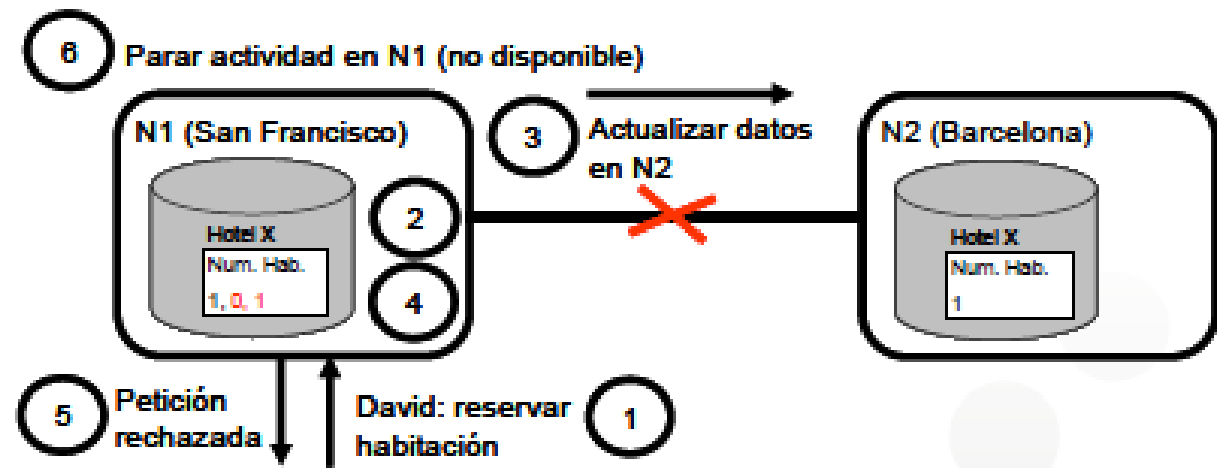 6
Parar actividad en N1 (no disponible)
N1 (San Francisco)
3
Actualizar datos
en N2
N2 (Barcelona)
2
Hotel X
Num. Hab.
1, 0, 1
4
Hotel X
Num. Hab.
1
5
Petición
rechazada
David: reservar
habitación
1